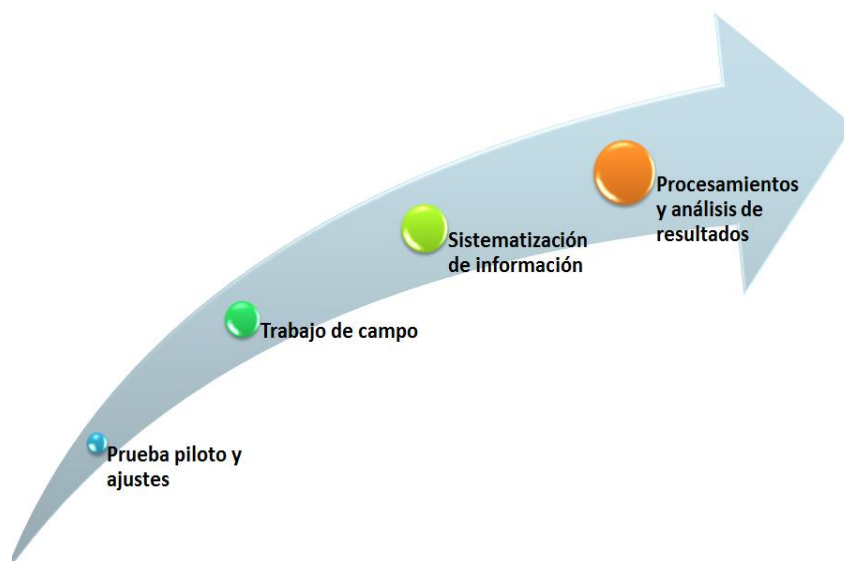 Procesamientos
y análisis de
resultados
Sistematización
de información
Trabajo de campo
Prueba piloto y
ajustes